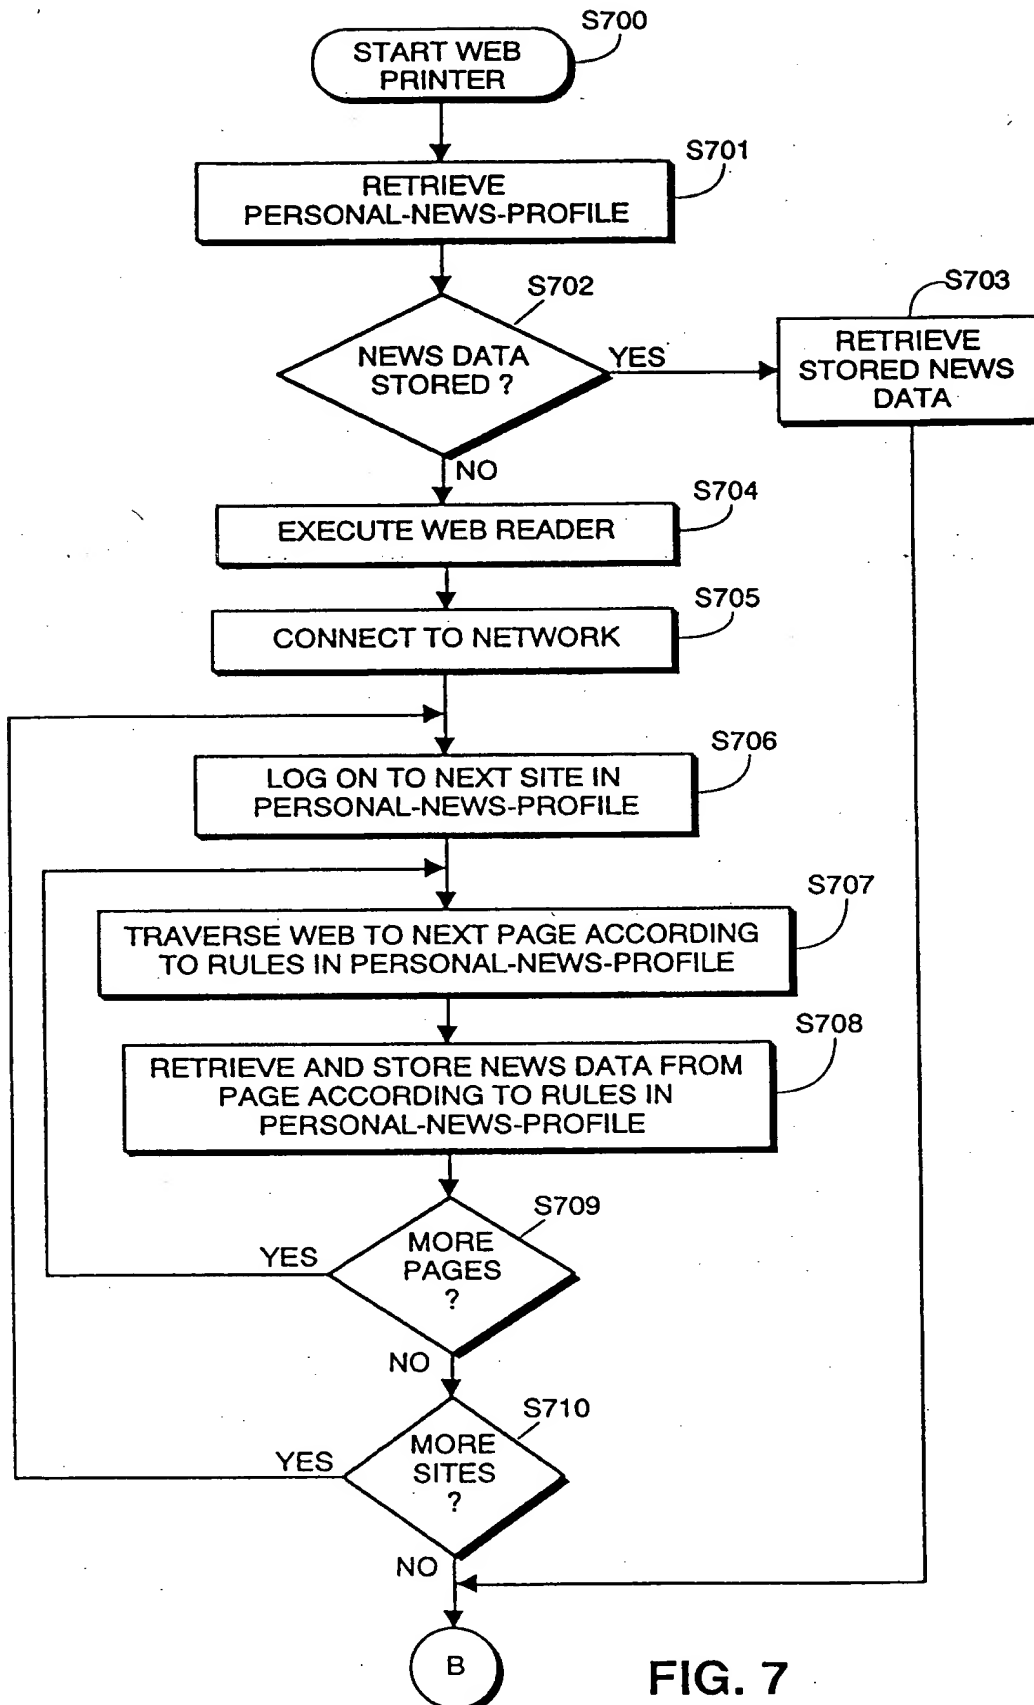 S700
START WEB
PRINTER
S701
RETRIEVE
PERSONAL-NEWS-PROFILE
S702
NEWS DATA
STORED ?
YES
S703
RETRIEVE
STORED NEWS
DATA
NO
S704
EXECUTE WEB READER
S705
CONNECT TO NETWORK
S706
LOG ON TO NEXT SITE IN
PERSONAL-NEWS-PROFILE
S707
TRAVERSE WEB TO NEXT PAGE ACCORDING
TO RULES IN PERSONAL-NEWS-PROFILE
S708
RETRIEVE AND STORE NEWS DATA FROM
PAGE ACCORDING TO RULES IN
PERSONAL-NEWS-PROFILE
S709
MORE
PAGES
?
YES
NO
S710
MORE
SITES
?
YES
NO
B
FIG. 7